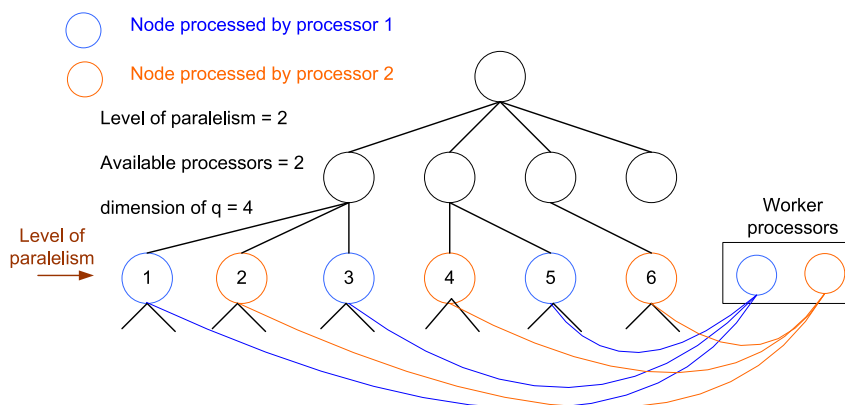 Node processed by processor 1
Node processed by processor 2
Level of paralelism = 2
Available processors = 2
dimension of q = 4
Level of
paralelism
Worker
processors
1 2 3 4 5 6